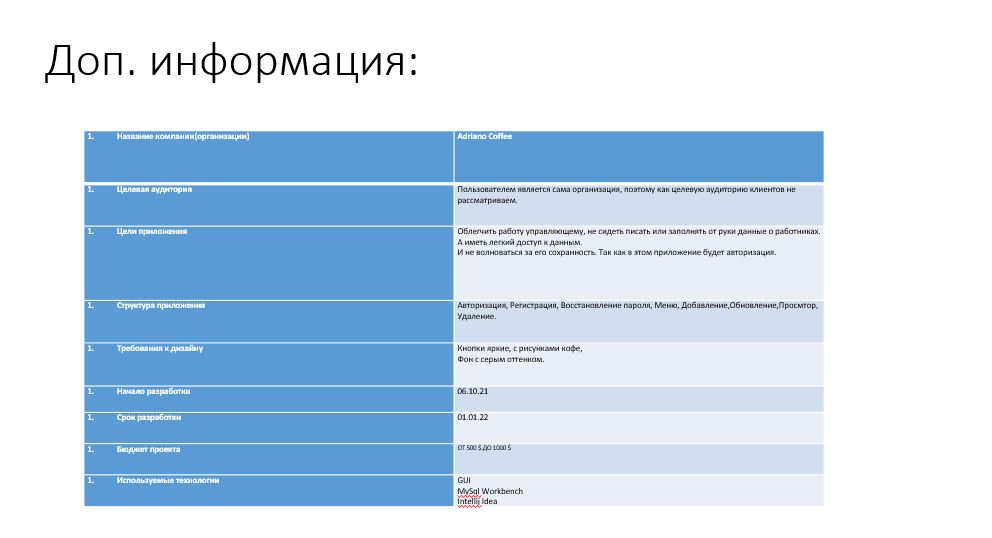 Доп. информация:
1. Название компании(организации) Adriano Coffee
1. Целевая аудитория Пользователем является сама организация, поэтому как целевую аудиторию клиентов не
рассматриваем.
1. Цели приложения Облегчить работу управляющему, не сидеть писать или заполнять от руки данные о работниках.
А иметь легкий доступ к данным.
И не волноваться за его сохранность. Так как в этом приложение будет авторизация.
1. Структура приложения Авторизация, Регистрация, Восстановление пароля, Меню, Добавление,Обновление,Просмтор,
Удаление.
1. Требования к дизайну Кнопки яркие, с рисунками кофе,
Фон с серым оттенком.
1. Начало разработки 06.10.21
1. Срок разработки 01.01.22
1. Бюджет проекта ОТ 500 $ ДО 1000 $
1. Используемые технологии GUI
MySql Workbench
Intellij Idea